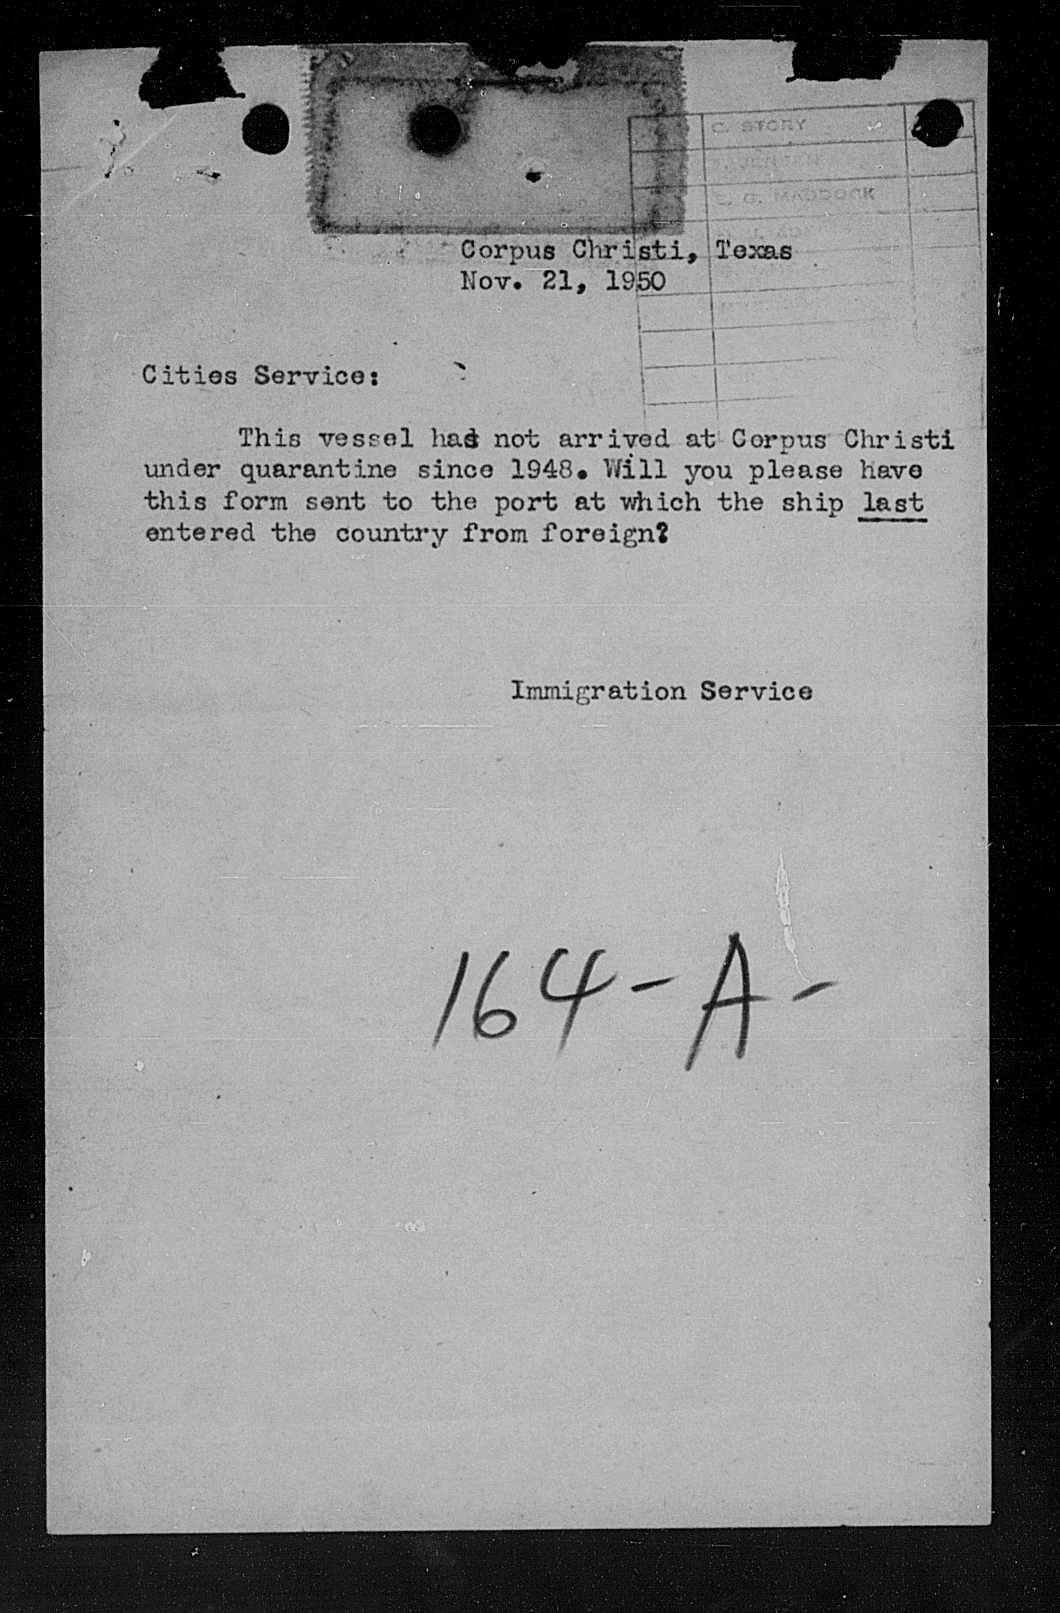 C. STORY
C. G. MADDOCK
Corpus Christi, Texas
Nov. 21, 1950
Cities Service:
This vessel has not arrived at Corpus Christi
under quarantine since 1948. Will you please have
this form sent to the port at which the ship last
entered the country from foreign?
Immigration Service
164-A-